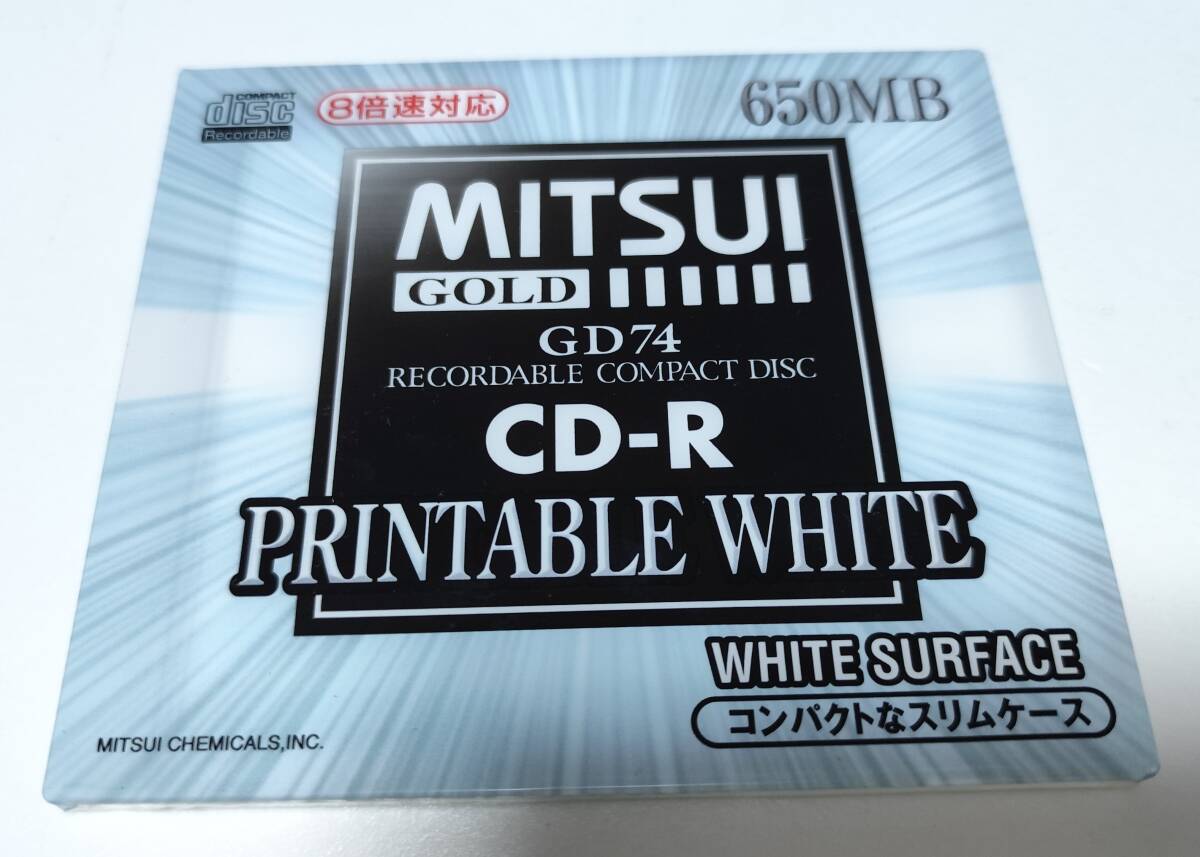 COMPACT
disc
Recordable
8倍速対応
650MB
MITSUI
GOLD
GD74
RECORDABLE COMPACT DISC
CD-R
PRINTABLE WHITE
WHITE SURFACE
コンパクトなスリムケース
MITSUI CHEMICALS,INC.